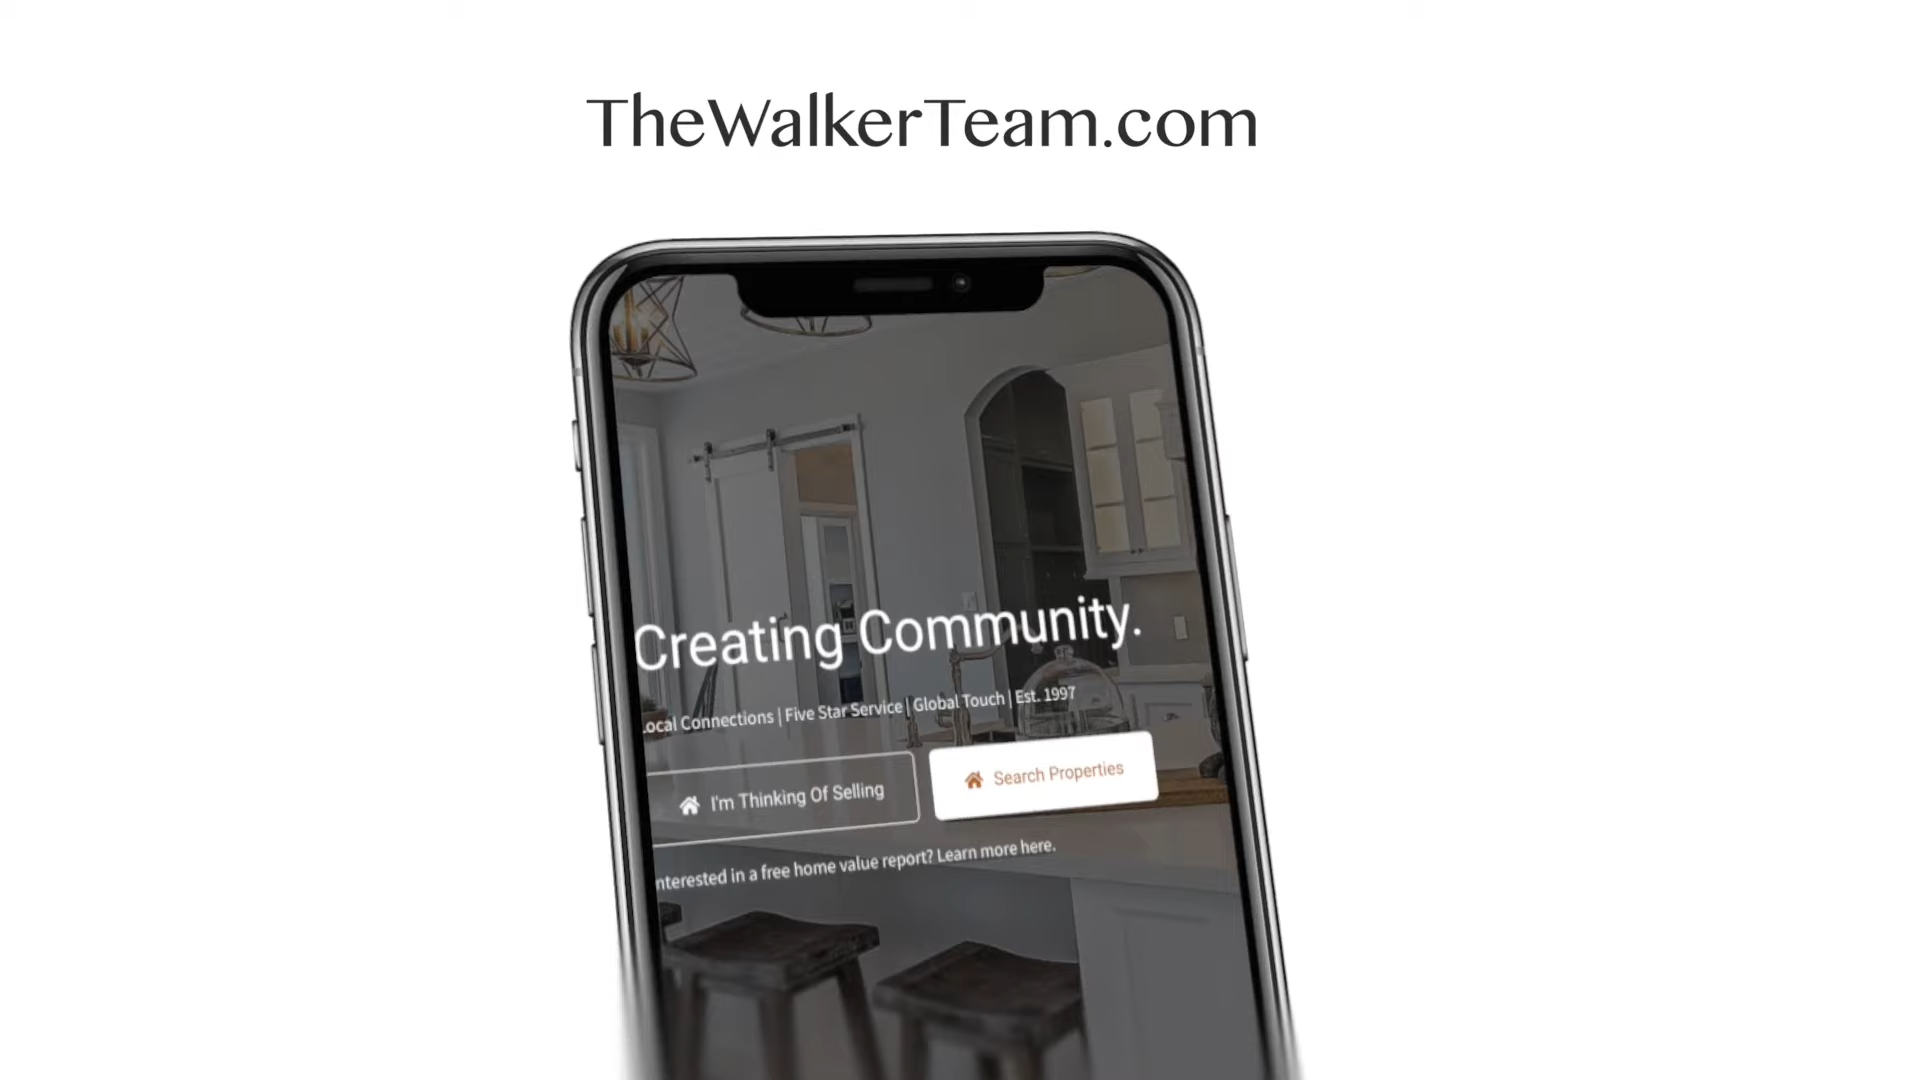 TheWalkerTeam.com
Creating Community.
Local Connections | Five Star Service | Global Touch | Est. 1997
I'm Thinking Of Selling
Search Properties
nterested in a free home value report? Learn more here.